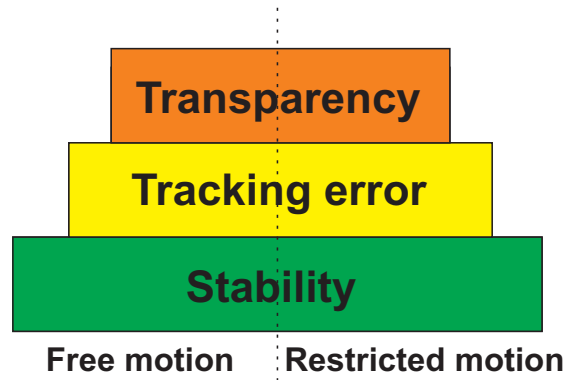 Transparency
Tracking error
Stability
Free motion
Restricted motion